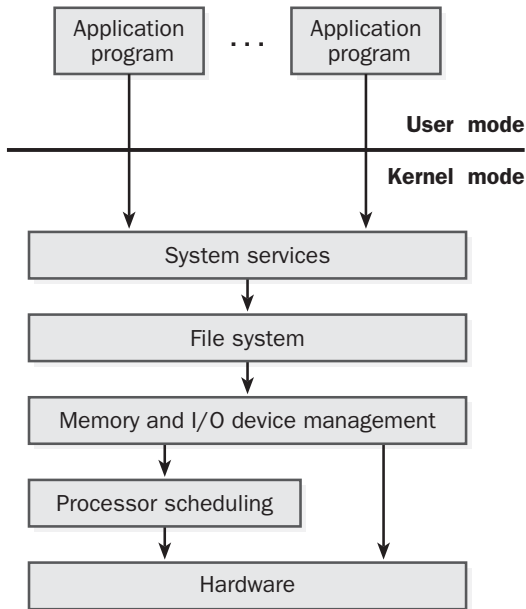 Application
program
. . .
Application
program
User mode
Kernel mode
System services
File system
Memory and I/O device management
Processor scheduling
Hardware